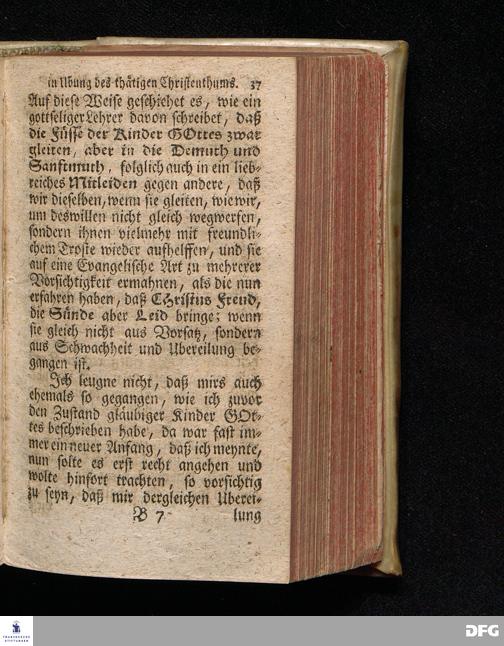 in Ubung des thätigen Christenthums. 37
Auf diese Weise geschiehet es, wie ein
gottseliger Lehrer davon schreibet, daß
die Füsse der Kinder GOttes zwar
gleiten, aber in die Demuth und
Sanftmuth, folglich auch in ein lieb-
reiches Mitleiden gegen andere, daß
wir dieselben, wenn sie gleiten, wie wir,
um deswillen nicht gleich wegwerfen,
sondern ihnen vielmehr mit freundli-
chem Troste wieder aufhelffen, und sie
auf eine Evangelische Art zu mehrerer
Vorsichtigkeit ermahnen, als die nun
erfahren haben, daß CHristus Freud,
die Sünde aber Leid bringe; wenn
sie gleich nicht aus Vorsatz, sondern
aus Schwachheit und Ubereilung be-
gangen ist.
Ich leugne nicht, daß mirs auch
ehemals so gegangen, wie ich zuvor
den Zustand gläubiger Kinder GOt-
tes beschrieben habe, da war fast im-
mer ein neuer Anfang, daß ich meynte,
nun solte es erst recht angehen und
wolte hinfort trachten, so vorsichtig
zu seyn, daß mir dergleichen Uberei-
B 7 lung
FRANCKESCHE
STIFTUNGEN
DFG